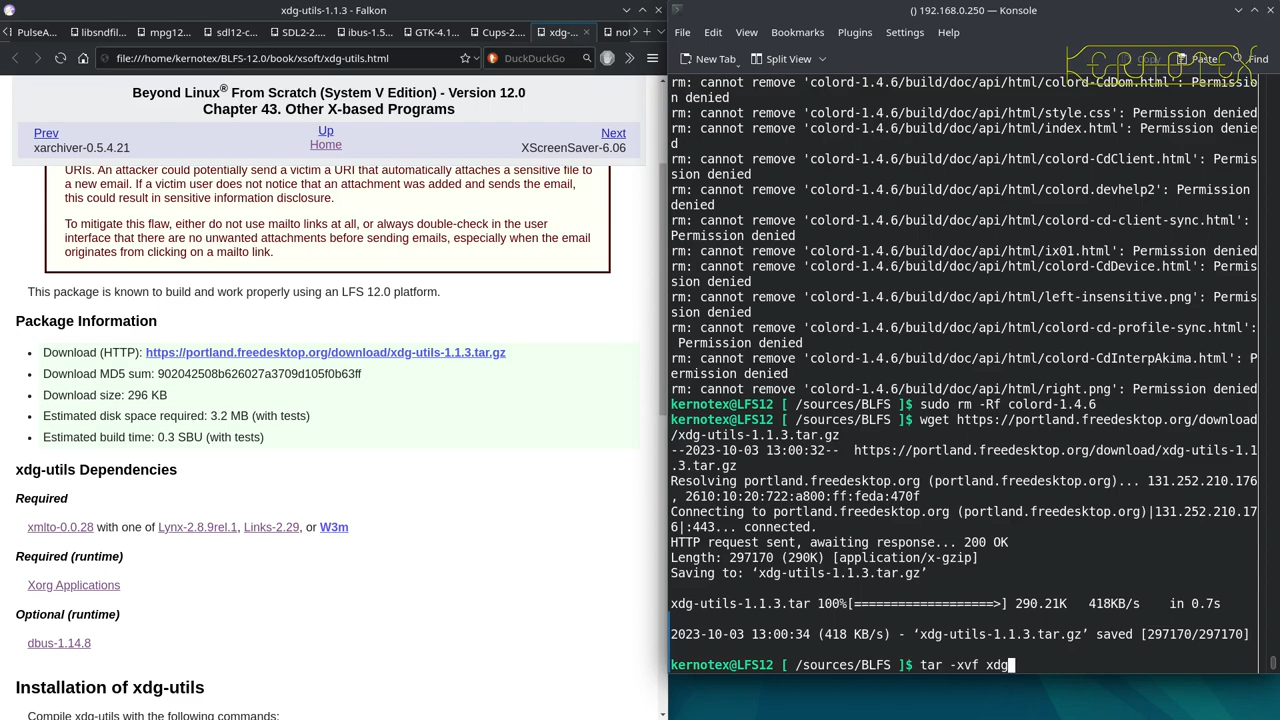 xdg-utils-1.1.3 - Falkon
PulseA...
libsndfil...
mpg12...
sdl12-c...
SDL2-2....
ibus-1.5...
GTK-4.1...
Cups-2....
xdg-...
no
file:///home/kernotex/BLFS-12.0/book/xsoft/xdg-utils.html
DuckDuckGo
Beyond Linux® From Scratch (System V Edition) - Version 12.0
Chapter 43. Other X-based Programs
Prev
Up
Next
xarchiver-0.5.4.21
Home
XScreenSaver-6.06
URIs. An attacker could potentially send a victim a URI that automatically attaches a sensitive file to
a new email. If a victim user does not notice that an attachment was added and sends the email,
this could result in sensitive information disclosure.
To mitigate this flaw, either do not use mailto links at all, or always double-check in the user
interface that there are no unwanted attachments before sending emails, especially when the email
originates from clicking on a mailto link.
This package is known to build and work properly using an LFS 12.0 platform.
Package Information
• Download (HTTP): https://portland.freedesktop.org/download/xdg-utils-1.1.3.tar.gz
• Download MD5 sum: 902042508b626027a3709d105f0b63ff
• Download size: 296 KB
• Estimated disk space required: 3.2 MB (with tests)
• Estimated build time: 0.3 SBU (with tests)
xdg-utils Dependencies
Required
xmlto-0.0.28 with one of Lynx-2.8.9rel.1, Links-2.29, or W3m
Required (runtime)
Xorg Applications
Optional (runtime)
dbus-1.14.8
Installation of xdg-utils
Compile xdg-utils with the following commands:
() 192.168.0.250 — Konsole
File Edit View Bookmarks Plugins Settings Help
New Tab
Split View
Copy
Paste
Find
KERNOTEX
rm: cannot remove 'colord-1.4.6/build/doc/api/html/colord-CdDom.html': Permissio
n denied
rm: cannot remove 'colord-1.4.6/build/doc/api/html/style.css': Permission denied
rm: cannot remove 'colord-1.4.6/build/doc/api/html/index.html': Permission denie
d
rm: cannot remove 'colord-1.4.6/build/doc/api/html/colord-CdClient.html': Permis
sion denied
rm: cannot remove 'colord-1.4.6/build/doc/api/html/colord.devhelp2': Permission
denied
rm: cannot remove 'colord-1.4.6/build/doc/api/html/colord-cd-client-sync.html':
Permission denied
rm: cannot remove 'colord-1.4.6/build/doc/api/html/ix01.html': Permission denied
rm: cannot remove 'colord-1.4.6/build/doc/api/html/colord-CdDevice.html': Permis
sion denied
rm: cannot remove 'colord-1.4.6/build/doc/api/html/left-insensitive.png': Permis
sion denied
rm: cannot remove 'colord-1.4.6/build/doc/api/html/colord-cd-profile-sync.html':
Permission denied
rm: cannot remove 'colord-1.4.6/build/doc/api/html/colord-CdInterpAkima.html': P
ermission denied
rm: cannot remove 'colord-1.4.6/build/doc/api/html/right.png': Permission denied
kernotex@LFS12 [ /sources/BLFS ]$ sudo rm -Rf colord-1.4.6
kernotex@LFS12 [ /sources/BLFS ]$ wget https://portland.freedesktop.org/download
/xdg-utils-1.1.3.tar.gz
--2023-10-03 13:00:32-- https://portland.freedesktop.org/download/xdg-utils-1.1
.3.tar.gz
Resolving portland.freedesktop.org (portland.freedesktop.org)... 131.252.210.176
, 2610:10:20:722:a800:ff:feda:470f
Connecting to portland.freedesktop.org (portland.freedesktop.org)|131.252.210.17
6|:443... connected.
HTTP request sent, awaiting response... 200 OK
Length: 297170 (290K) [application/x-gzip]
Saving to: ‘xdg-utils-1.1.3.tar.gz’
xdg-utils-1.1.3.tar 100%[===================>] 290.21K 418KB/s in 0.7s
2023-10-03 13:00:34 (418 KB/s) - ‘xdg-utils-1.1.3.tar.gz’ saved [297170/297170]
kernotex@LFS12 [ /sources/BLFS ]$ tar -xvf xdg